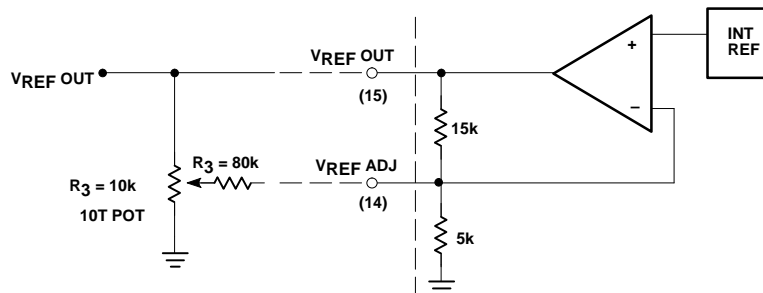 INT
REF
+
−
VREF OUT
VREF OUT
(15)
15k
R3 = 80k
VREF ADJ
(14)
R3 = 10k
10T POT
5k